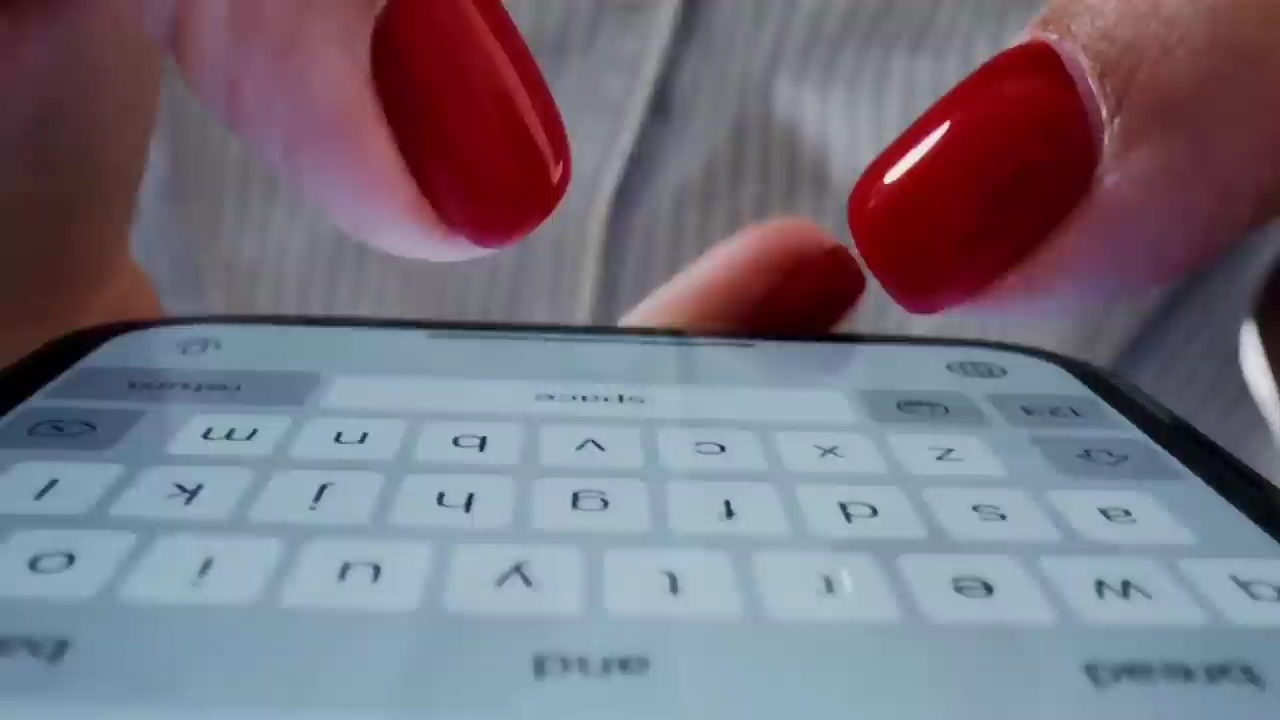 and
q w e r t y u i o
a s d f g h j k l
z x c v b n m
123 space return